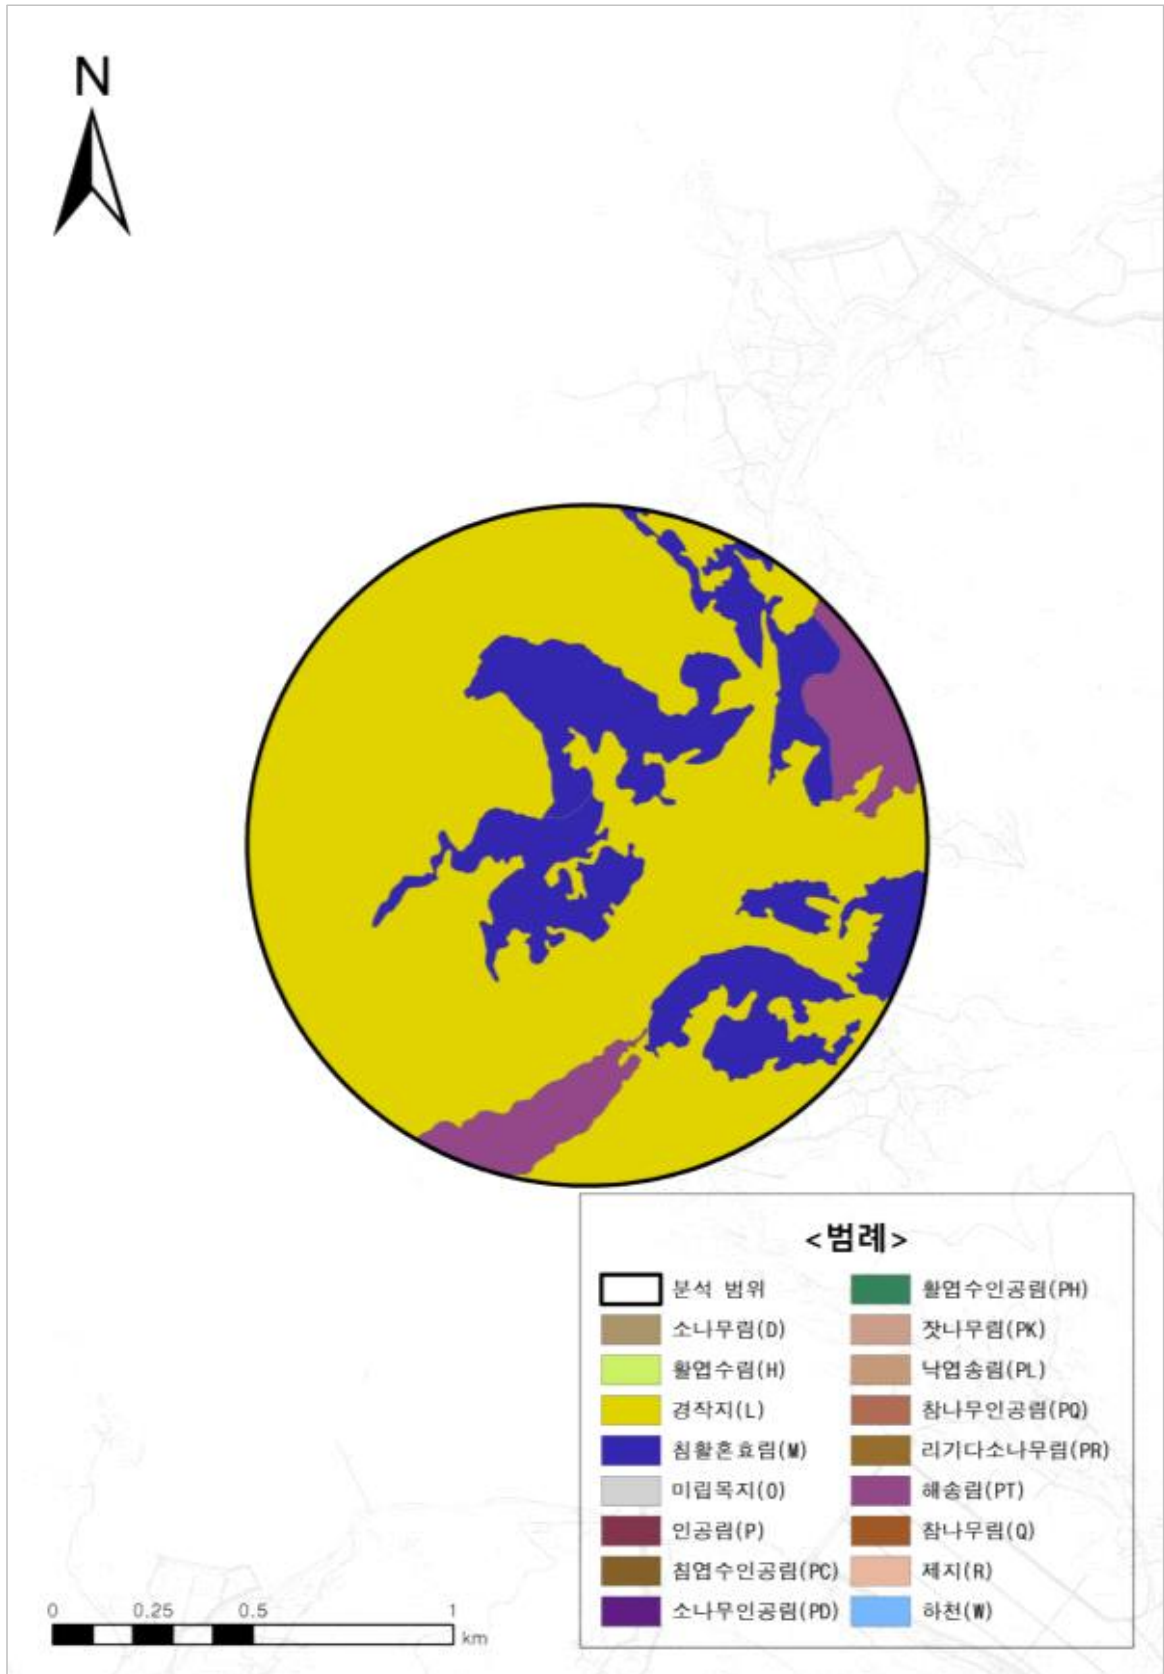 N
<범례>
분석 범위
소나무림(D)
활엽수림(H)
경작지(L)
침활혼효림(M)
미립목지(O)
인공림(P)
침엽수인공림(PC)
소나무인공림(PD)
활엽수인공림(PH)
잣나무림(PK)
낙엽송림(PL)
참나무인공림(PQ)
리기다소나무림(PR)
해송림(PT)
참나무림(Q)
제지(R)
하천(W)
0 0.25 0.5 1
km